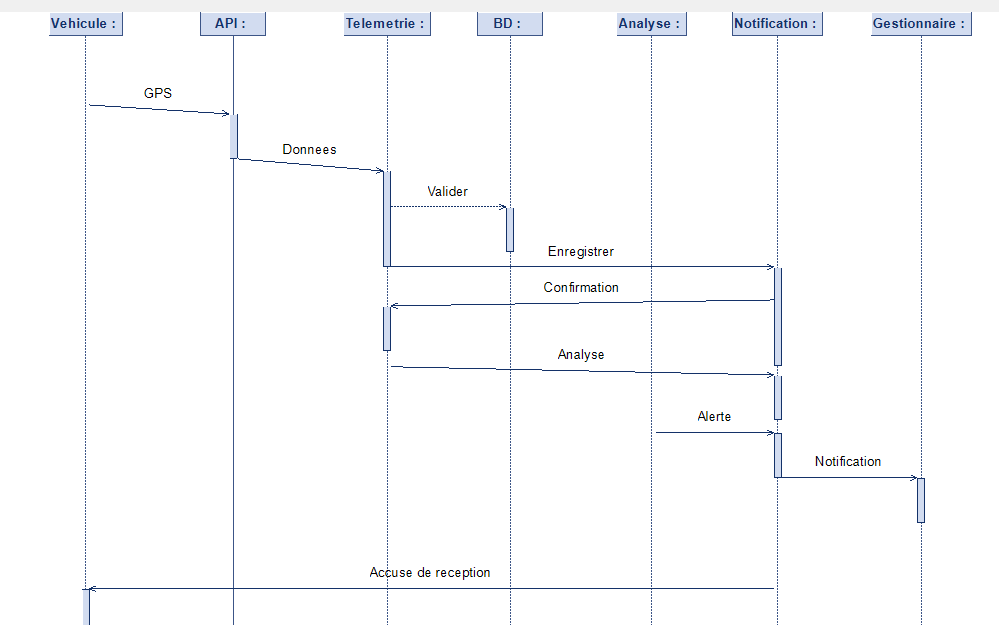 Vehicule :
API :
Telemetrie :
BD :
Analyse :
Notification :
Gestionnaire :
GPS
Donnees
Valider
Enregistrer
Confirmation
Analyse
Alerte
Notification
Accuse de reception